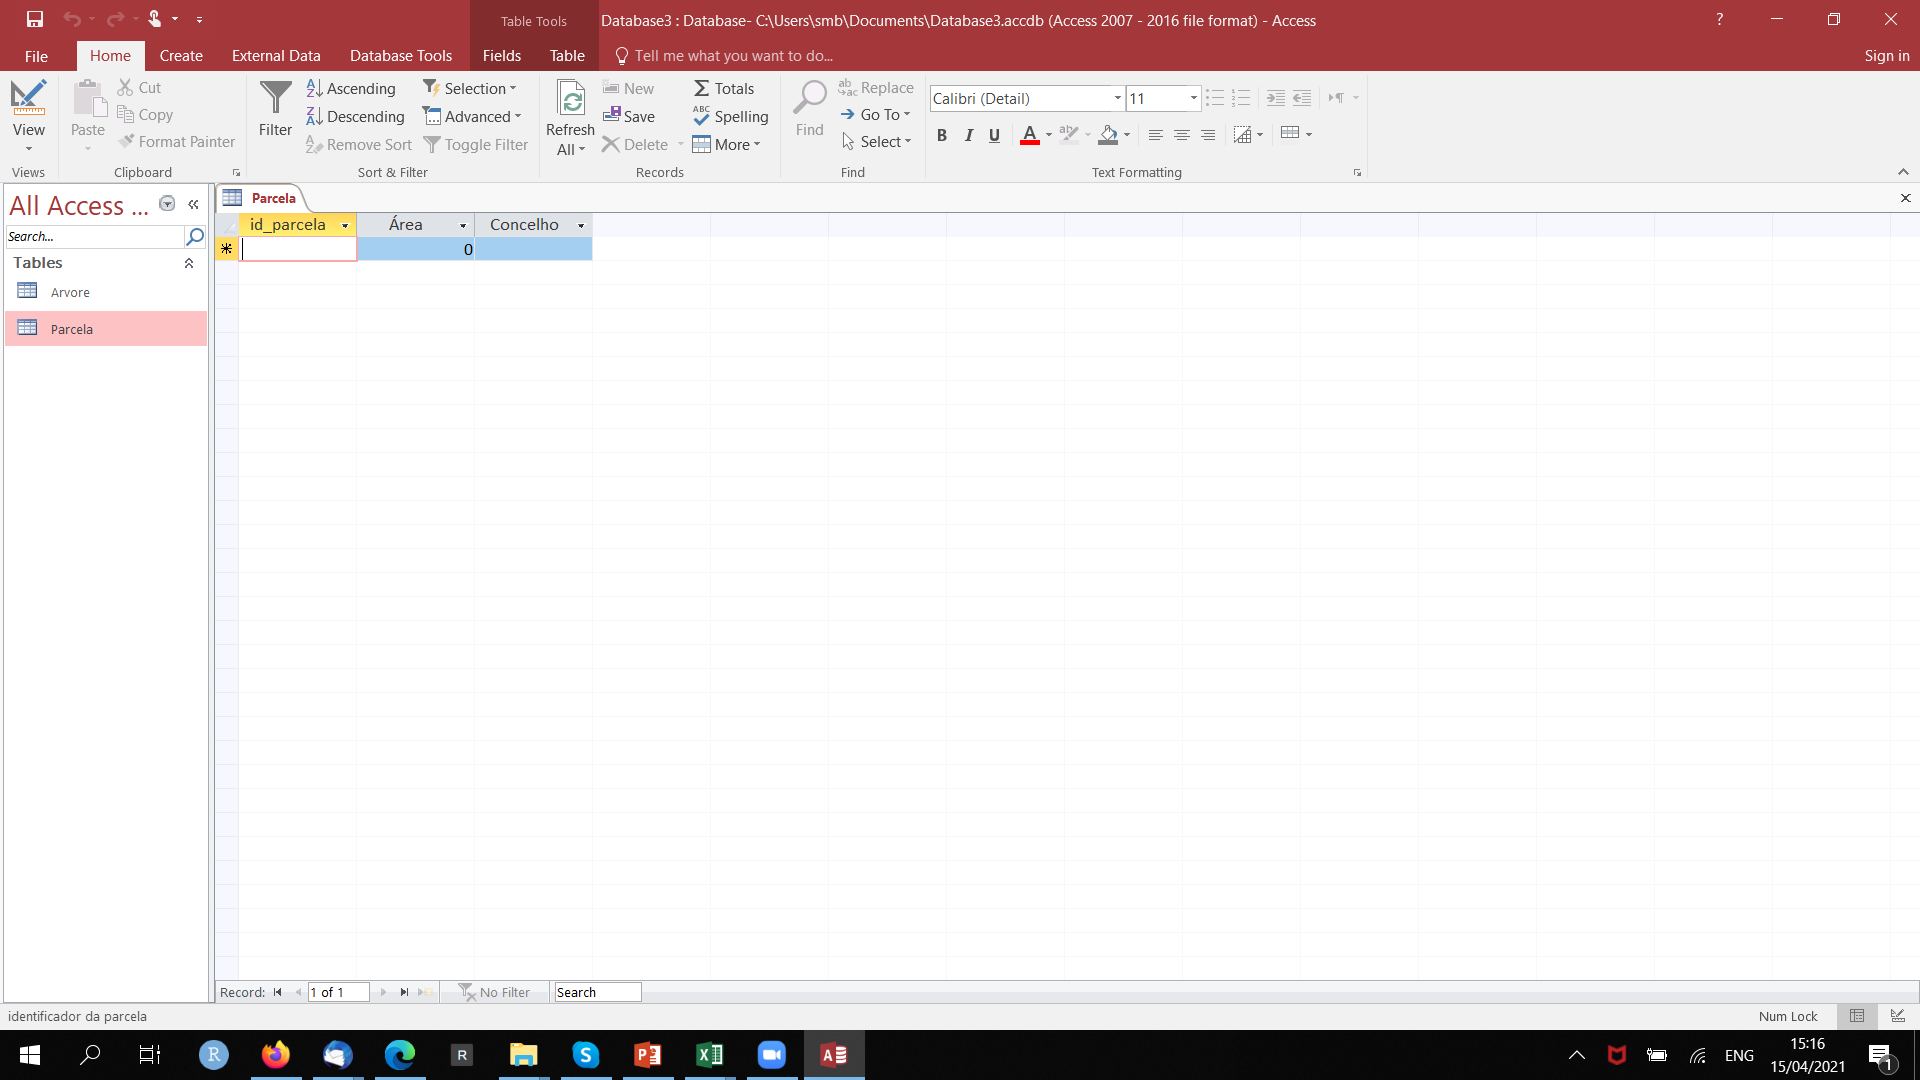 Table Tools
Database3 : Database- C:\Users\smb\Documents\Database3.accdb (Access 2007 - 2016 file format) - Access
?
File
Home
Create
External Data
Database Tools
Fields
Table
Tell me what you want to do...
Sign in
View
Views
Paste
Cut
Copy
Format Painter
Clipboard
Filter
Ascending
Descending
Remove Sort
Selection
Advanced
Toggle Filter
Sort & Filter
Refresh
All
New
Save
Delete
Totals
Spelling
More
Records
Find
Replace
Go To
Select
Find
Calibri (Detail)
11
B I U A
Text Formatting
All Access ...
Search...
Tables
Arvore
Parcela
Parcela
id_parcela Área Concelho
0
Record: 1 of 1 No Filter Search
identificador da parcela
Num Lock
ENG
15:16
15/04/2021
1